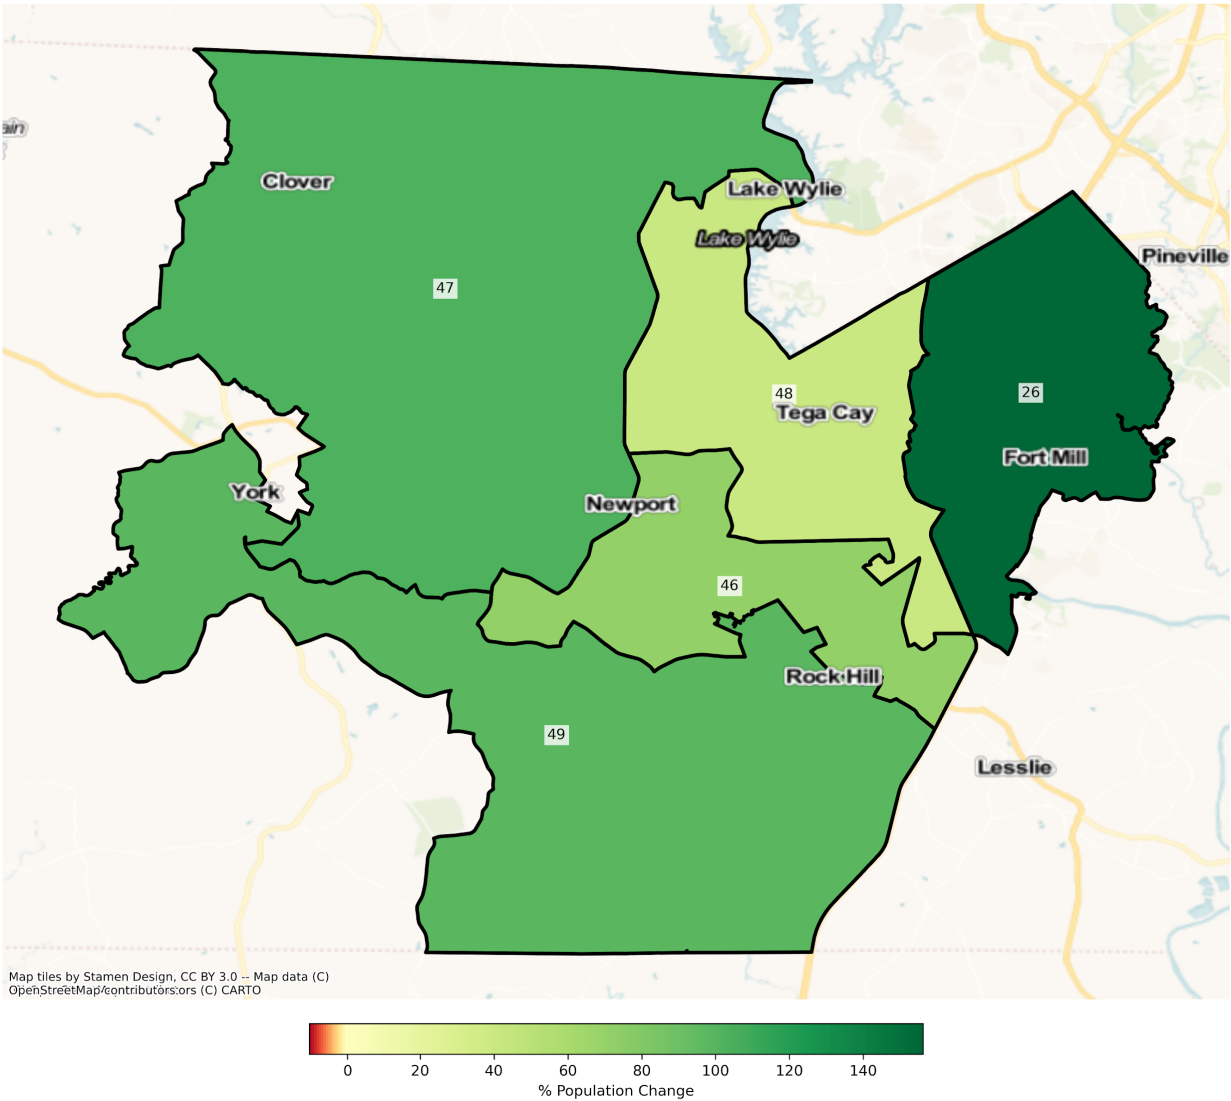 ain
Clover
Lake Wylie
Lake Wylie
Pineville
47
48
26
Tega Cay
Fort Mill
York
Newport
46
Rock Hill
49
Lesslie
Map tiles by Stamen Design, CC BY 3.0 -- Map data (C)
OpenStreetMap contributors (C) CARTO
0 20 40 60 80 100 120 140
% Population Change